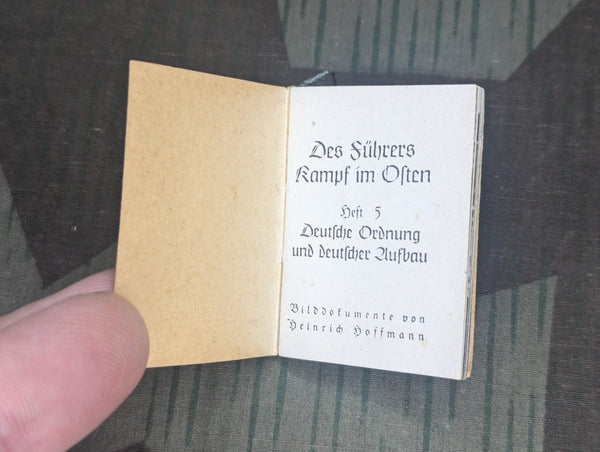 Des Führers
Kampf im Oſten
Heft 5
Deutſche Ordnung
und deutſcher Aufbau
Bilddokumente von
Heinrich Hoffmann